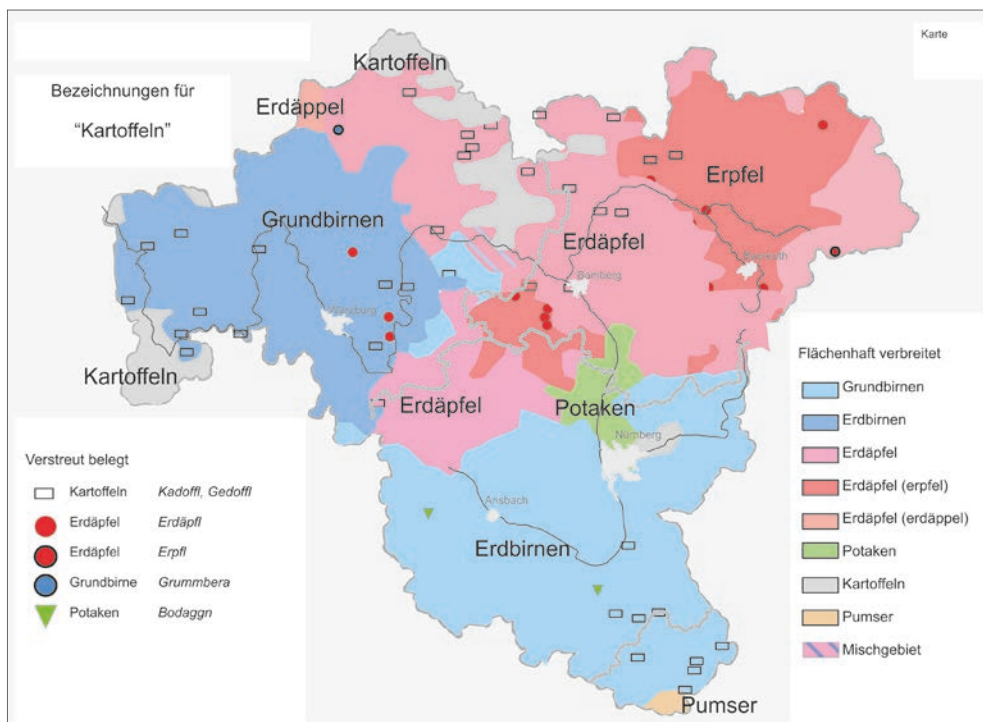 Karte
Bezeichnungen für
“Kartoffeln”
Kartoffeln
Erdäppel
Erpfel
Grundbirnen
Erdäpfel
Bamberg
Bayreuth
Würzburg
Kartoffeln
Erdäpfel
Potaken
Nürnberg
Ansbach
Erdbirnen
Pumser
Verstreut belegt
Kartoffeln Kadoffl, Gedoffl
Erdäpfel Erdäpfl
Erdäpfel Erpfl
Grundbirne Grummbera
Potaken Bodaggn
Flächenhaft verbreitet
Grundbirnen
Erdbirnen
Erdäpfel
Erdäpfel (erpfel)
Erdäpfel (erdäppel)
Potaken
Kartoffeln
Pumser
Mischgebiet